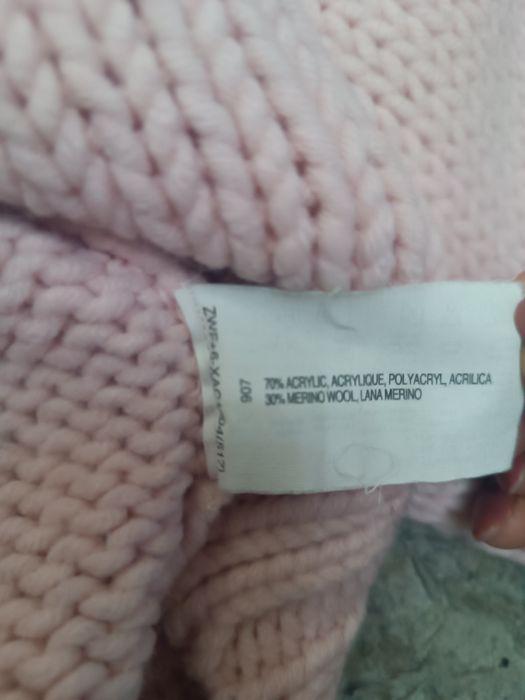 70% ACRYLIC, ACRYLIQUE, POLYACRYL, ACRILICA
30% MERINO WOOL, LANA MERINO
907